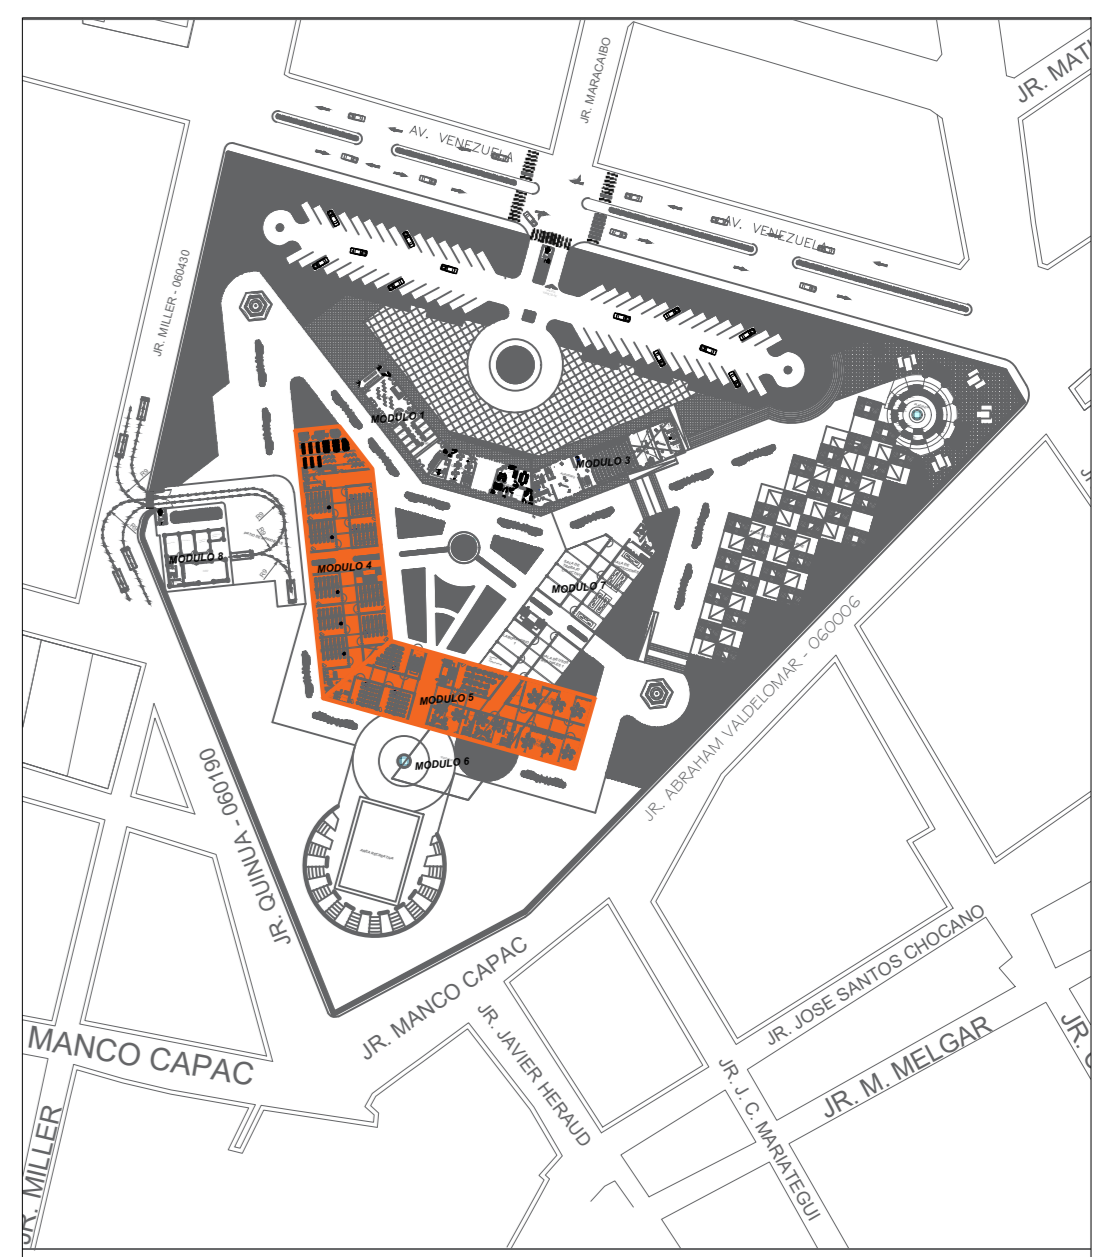 JR. MARACAIBO
JR. MATI
AV. VENEZUELA
AV. VENEZUELA
JR. MILLER - 060430
MODULO 1
MODULO 3
MODULO 8
MODULO 4
MODULO 7
MODULO 5
MODULO 6
JR. ABRAHAM VALDELOMAR - 060006
JR. QUINUA - 060190
JR. MANCO CAPAC
JR. JOSE SANTOS CHOCANO
MANCO CAPAC
JR. JAVIER HERAUD
JR. M. MELGAR
JR. J. C. MARIATEGUI
JR. MILLER